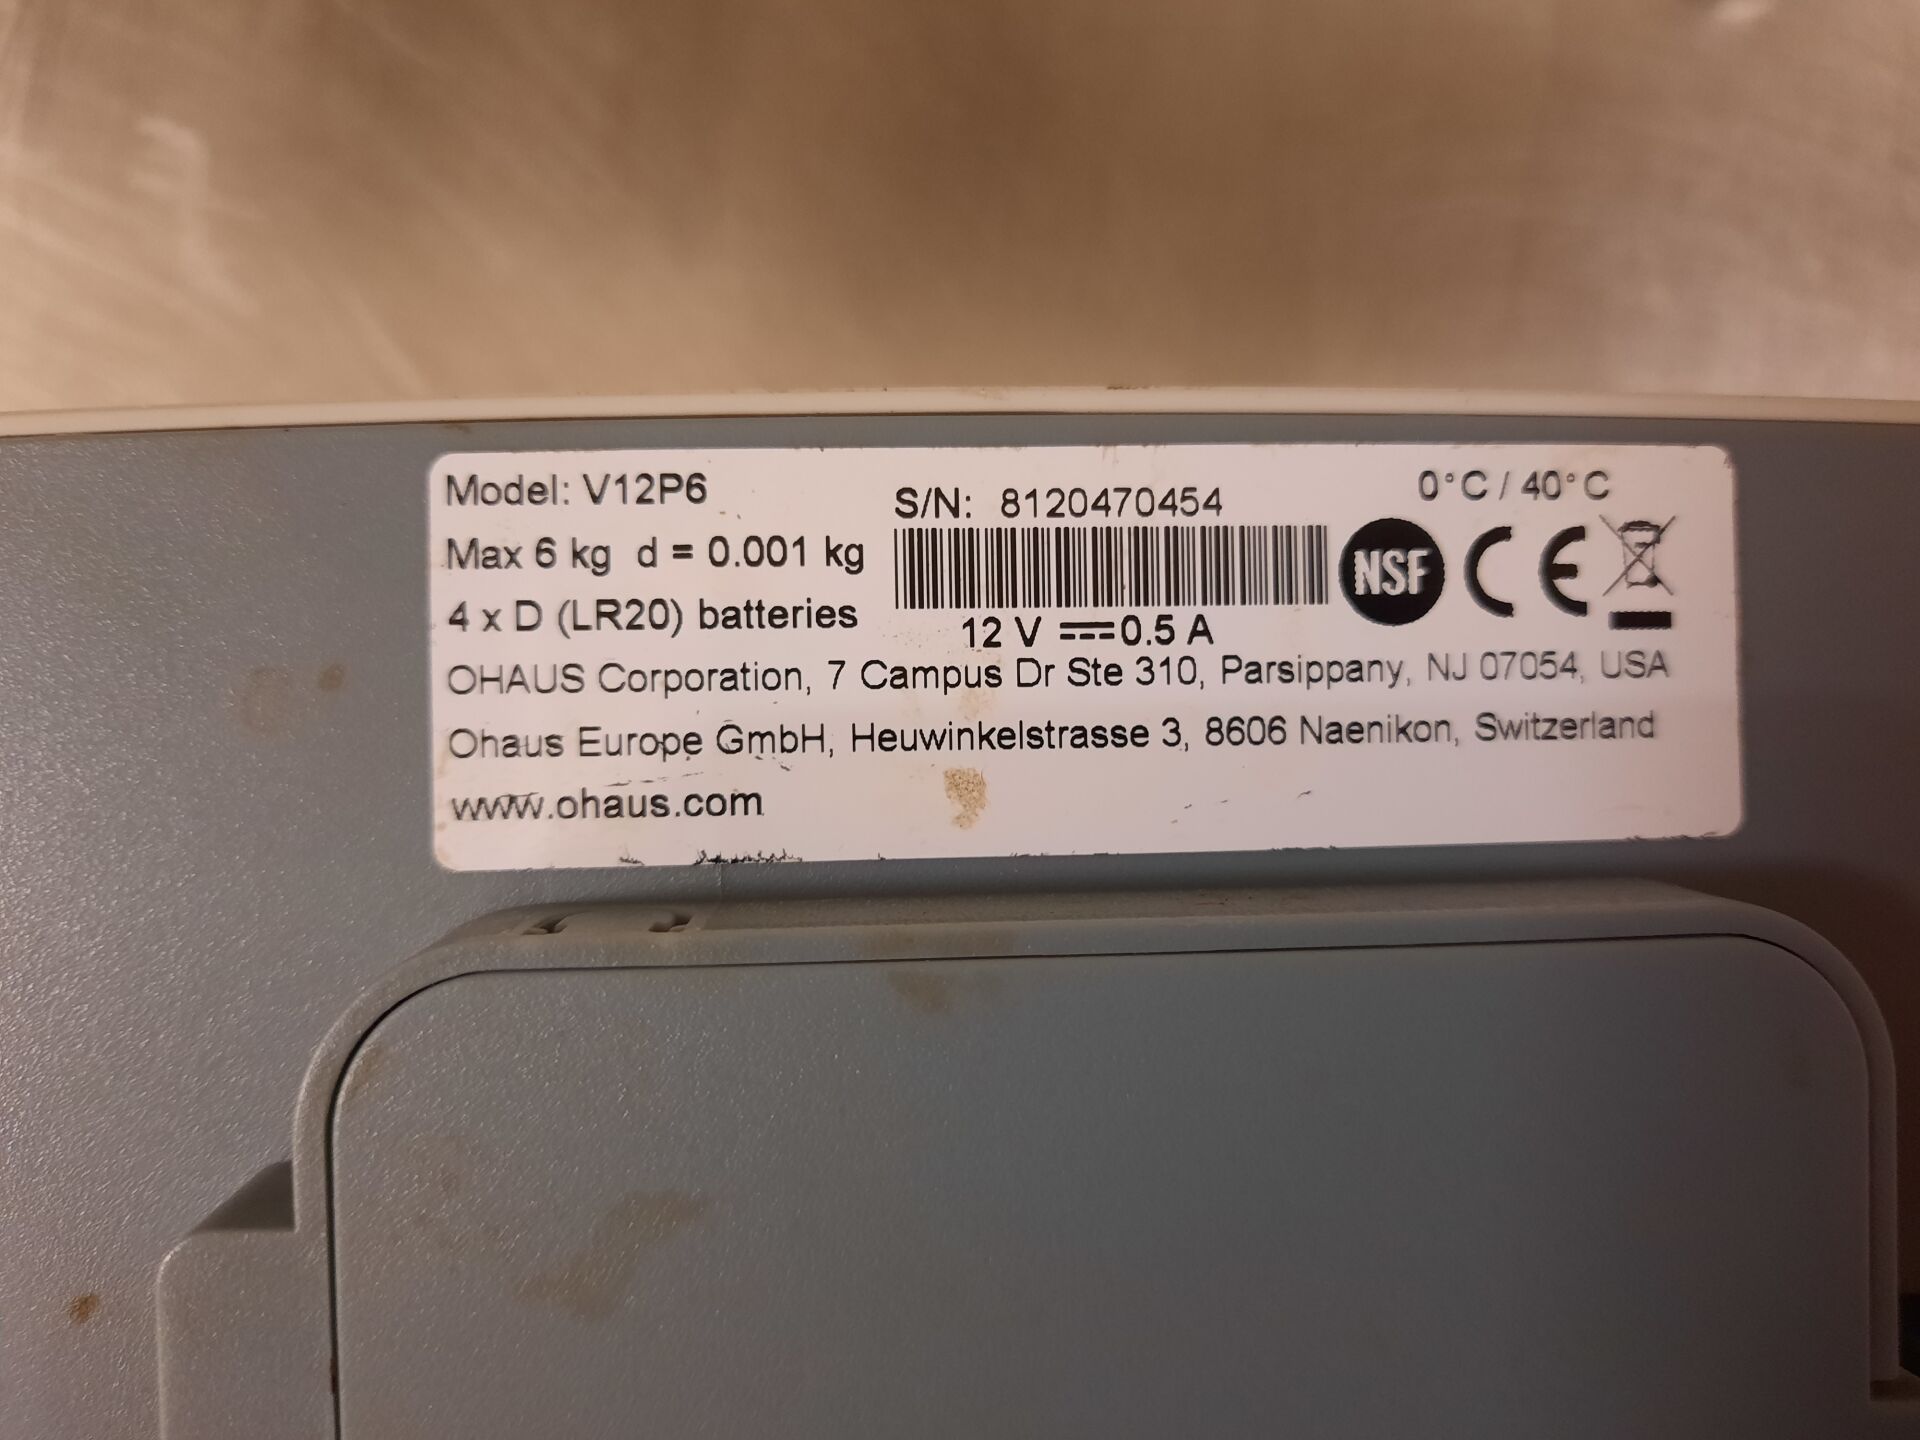 Model: V12P6
Max 6 kg d = 0.001 kg
4 x D (LR20) batteries
S/N: 8120470454
12 V ⎓ 0.5 A
0°C / 40°C
NSF CE
OHAUS Corporation, 7 Campus Dr Ste 310, Parsippany, NJ 07054, USA
Ohaus Europe GmbH, Heuwinkelstrasse 3, 8606 Naenikon, Switzerland
www.ohaus.com